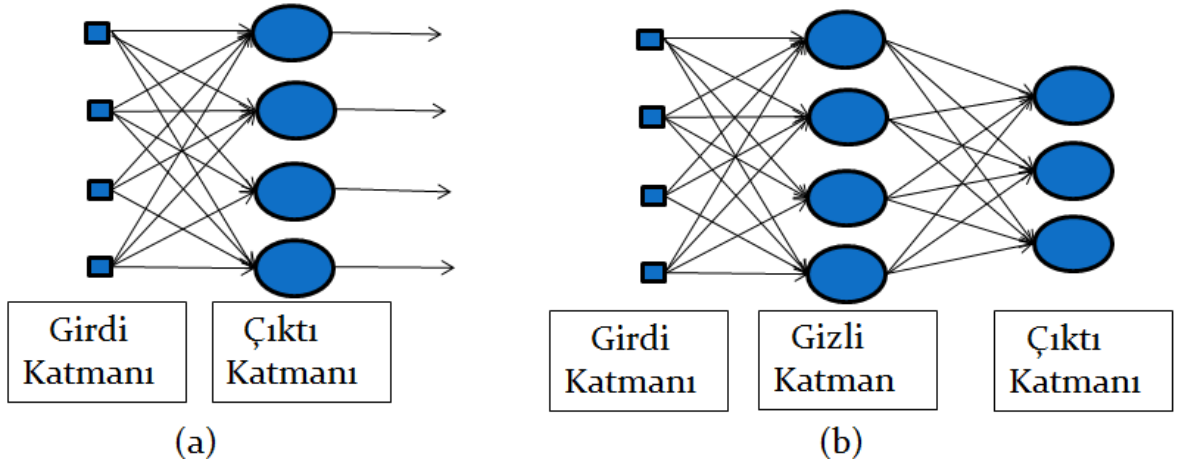 Girdi
Katmanı
Çıktı
Katmanı
(a)
Girdi
Katmanı
Gizli
Katman
Çıktı
Katmanı
(b)